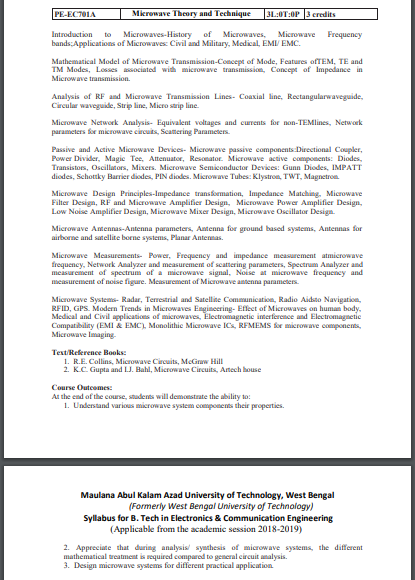 PE-EC701A Microwave Theory and Technique 3L:0T:0P 3 credits
Introduction to Microwaves-History of Microwaves, Microwave Frequency
bands;Applications of Microwaves: Civil and Military, Medical, EMI/ EMC.
Mathematical Model of Microwave Transmission-Concept of Mode, Features ofTEM, TE and
TM Modes, Losses associated with microwave transmission, Concept of Impedance in
Microwave transmission.
Analysis of RF and Microwave Transmission Lines- Coaxial line, Rectangularwaveguide,
Circular waveguide, Strip line, Micro strip line.
Microwave Network Analysis- Equivalent voltages and currents for non-TEMlines, Network
parameters for microwave circuits, Scattering Parameters.
Passive and Active Microwave Devices- Microwave passive components:Directional Coupler,
Power Divider, Magic Tee, Attenuator, Resonator. Microwave active components: Diodes,
Transistors, Oscillators, Mixers. Microwave Semiconductor Devices: Gunn Diodes, IMPATT
diodes, Schottky Barrier diodes, PIN diodes. Microwave Tubes: Klystron, TWT, Magnetron.
Microwave Design Principles-Impedance transformation, Impedance Matching, Microwave
Filter Design, RF and Microwave Amplifier Design, Microwave Power Amplifier Design,
Low Noise Amplifier Design, Microwave Mixer Design, Microwave Oscillator Design.
Microwave Antennas-Antenna parameters, Antenna for ground based systems, Antennas for
airborne and satellite borne systems, Planar Antennas.
Microwave Measurements- Power, Frequency and impedance measurement atmicrowave
frequency, Network Analyzer and measurement of scattering parameters, Spectrum Analyzer and
measurement of spectrum of a microwave signal, Noise at microwave frequency and
measurement of noise figure. Measurement of Microwave antenna parameters.
Microwave Systems- Radar, Terrestrial and Satellite Communication, Radio Aidsto Navigation,
RFID, GPS. Modern Trends in Microwaves Engineering- Effect of Microwaves on human body,
Medical and Civil applications of microwaves, Electromagnetic interference and Electromagnetic
Compatibility (EMI & EMC), Monolithic Microwave ICs, RFMEMS for microwave components,
Microwave Imaging.
Text/Reference Books:
1. R.E. Collins, Microwave Circuits, McGraw Hill
2. K.C. Gupta and I.J. Bahl, Microwave Circuits, Artech house
Course Outcomes:
At the end of the course, students will demonstrate the ability to:
1. Understand various microwave system components their properties.
Maulana Abul Kalam Azad University of Technology, West Bengal
(Formerly West Bengal University of Technology)
Syllabus for B. Tech in Electronics & Communication Engineering
(Applicable from the academic session 2018-2019)
2. Appreciate that during analysis/ synthesis of microwave systems, the different
mathematical treatment is required compared to general circuit analysis.
3. Design microwave systems for different practical application.